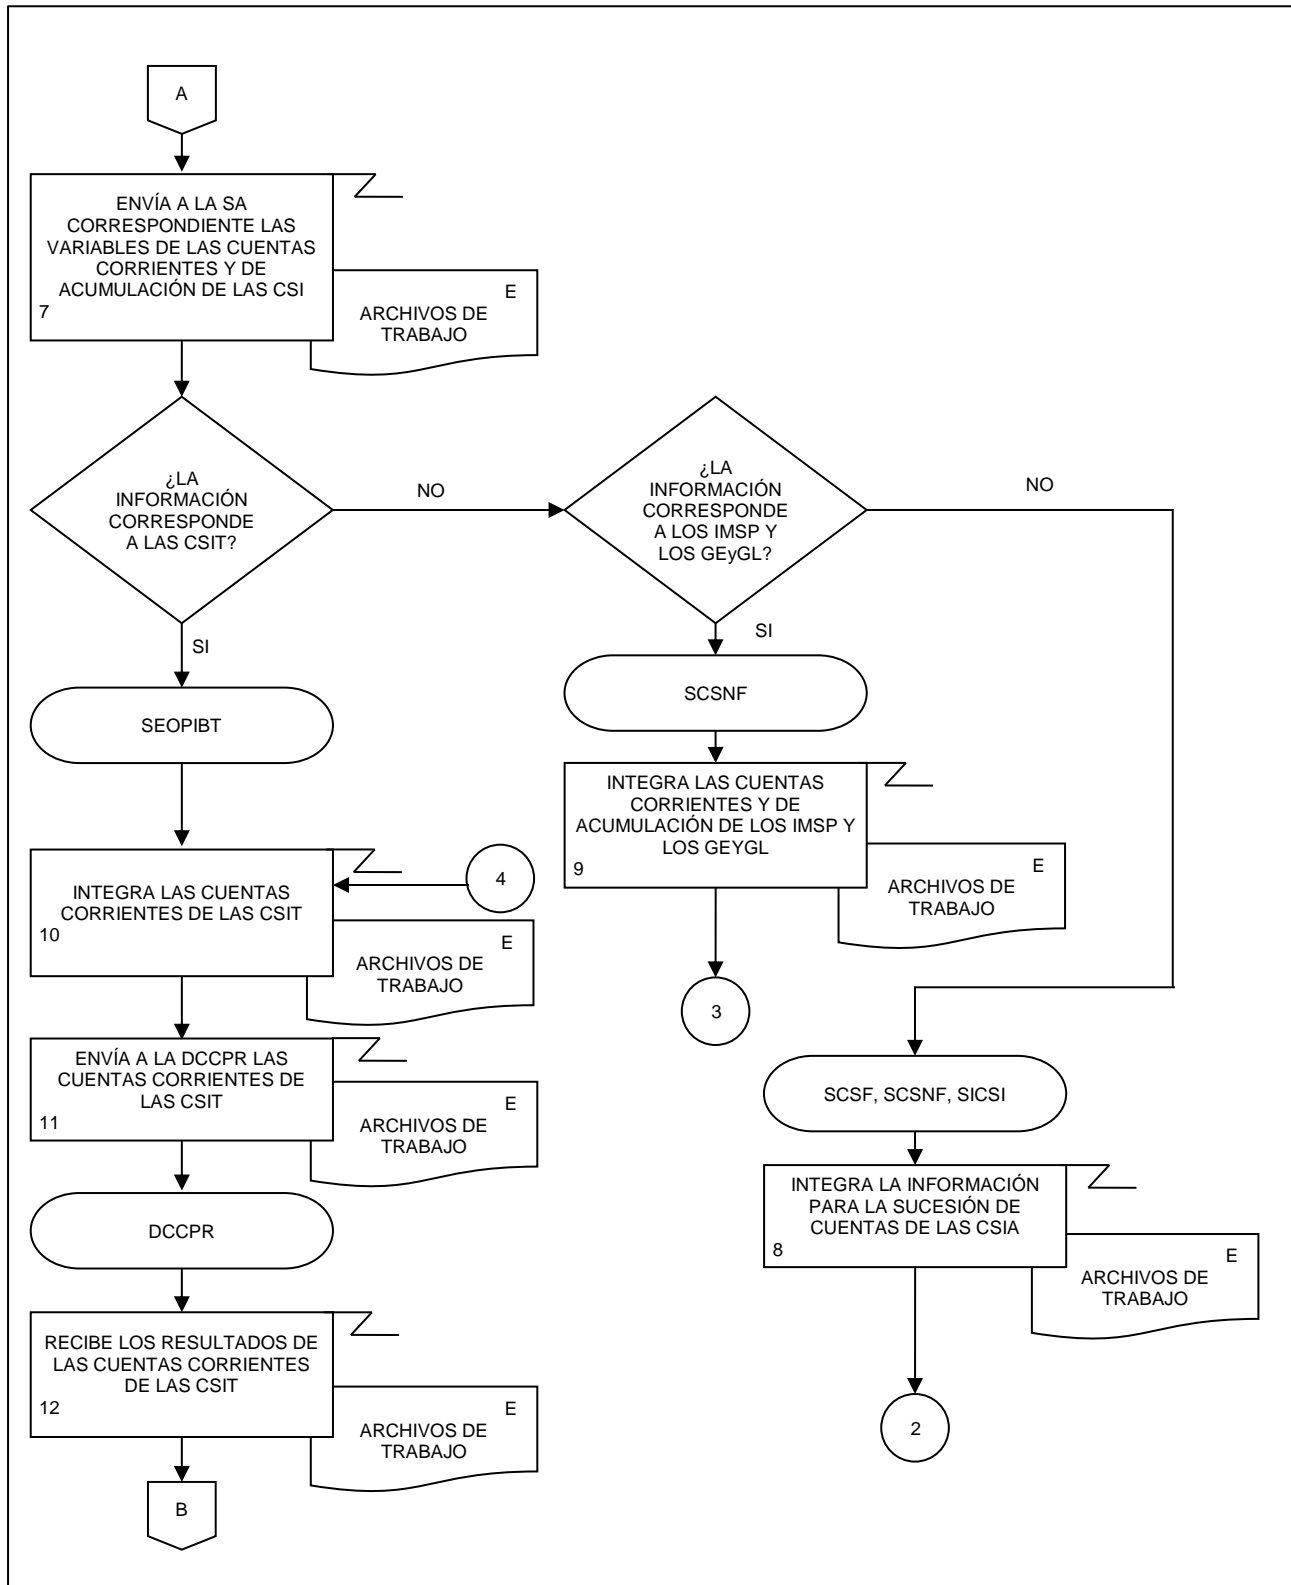 A
ENVÍA A LA SA
CORRESPONDIENTE LAS
VARIABLES DE LAS CUENTAS
CORRIENTES Y DE
ACUMULACIÓN DE LAS CSI
7
E
ARCHIVOS DE
TRABAJO
¿LA
INFORMACIÓN
CORRESPONDE
A LAS CSIT?
NO
¿LA
INFORMACIÓN
CORRESPONDE
A LOS IMSP Y
LOS GEyGL?
NO
SI
SI
SEOPIBT
SCSNF
INTEGRA LAS CUENTAS
CORRIENTES Y DE
ACUMULACIÓN DE LOS IMSP Y
LOS GEYGL
9
E
ARCHIVOS DE
TRABAJO
3
INTEGRA LAS CUENTAS
CORRIENTES DE LAS CSIT
10
4
E
ARCHIVOS DE
TRABAJO
ENVÍA A LA DCCPR LAS
CUENTAS CORRIENTES DE
LAS CSIT
11
E
ARCHIVOS DE
TRABAJO
SCSF, SCSNF, SICSI
INTEGRA LA INFORMACIÓN
PARA LA SUCESIÓN DE
CUENTAS DE LAS CSIA
8
E
ARCHIVOS DE
TRABAJO
2
DCCPR
RECIBE LOS RESULTADOS DE
LAS CUENTAS CORRIENTES
DE LAS CSIT
12
E
ARCHIVOS DE
TRABAJO
B